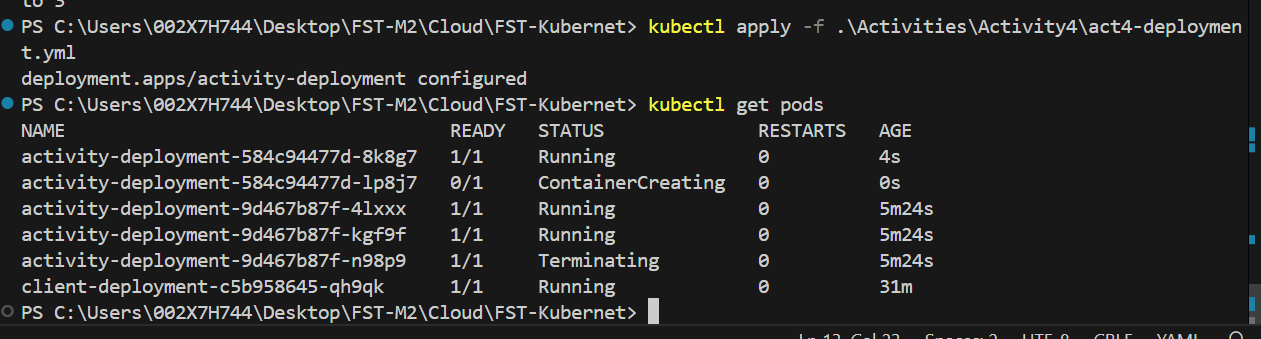 to 5
PS C:\Users\002X7H744\Desktop\FST-M2\Cloud\FST-Kubernet> kubectl apply -f .\Activities\Activity4\act4-deploymen
t.yml
deployment.apps/activity-deployment configured
PS C:\Users\002X7H744\Desktop\FST-M2\Cloud\FST-Kubernet> kubectl get pods
NAME READY STATUS RESTARTS AGE
activity-deployment-584c94477d-8k8g7 1/1 Running 0 4s
activity-deployment-584c94477d-lp8j7 0/1 ContainerCreating 0 0s
activity-deployment-9d467b87f-4lxxx 1/1 Running 0 5m24s
activity-deployment-9d467b87f-kgf9f 1/1 Running 0 5m24s
activity-deployment-9d467b87f-n98p9 1/1 Terminating 0 5m24s
client-deployment-c5b958645-qh9qk 1/1 Running 0 31m
PS C:\Users\002X7H744\Desktop\FST-M2\Cloud\FST-Kubernet>